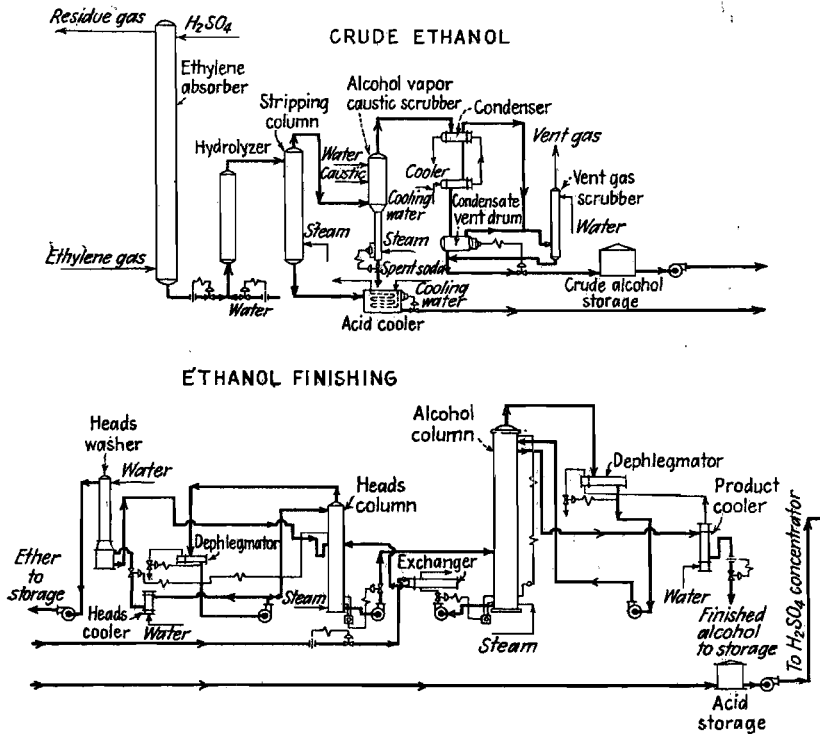 Residue gas
H₂SO₄
CRUDE ETHANOL
Ethylene
absorber
Stripping
column
Alcohol vapor
caustic scrubber
Condenser
Vent gas
Hydrolyzer
Water
Caustic
Cooler
Cooling
water
Condensate
vent drum
Vent gas
scrubber
Water
Steam
Steam
Ethylene gas
Spent soda
Cooling
water
Water
Acid cooler
Crude alcohol
storage
ETHANOL FINISHING
Heads
washer
Water
Alcohol
column
Heads
column
Dephlegmator
Product
cooler
Dephlegmator
Exchanger
Ether to
storage
Heads
cooler
Water
Steam
Steam
Water
Finished
alcohol
to storage
To H₂SO₄ concentrator
Acid
storage